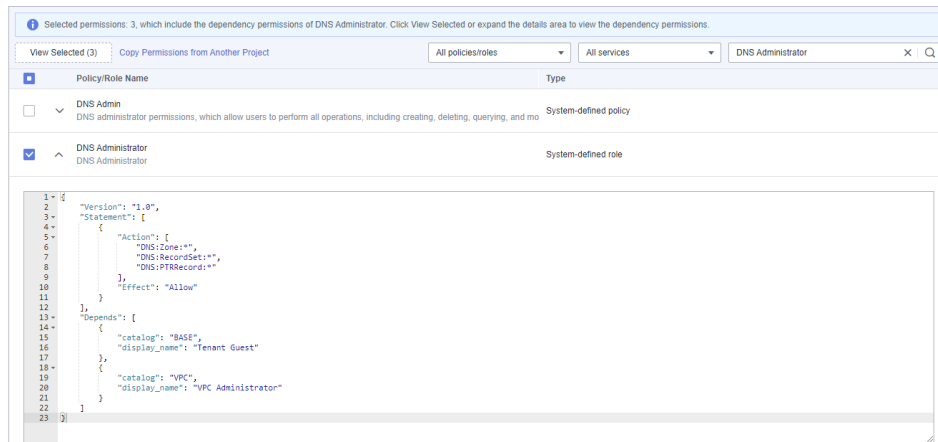 Selected permissions: 3, which include the dependency permissions of DNS Administrator. Click View Selected or expand the details area to view the dependency permissions.
View Selected (3) Copy Permissions from Another Project All policies/roles All services DNS Administrator
Policy/Role Name Type
DNS Admin
DNS administrator permissions, which allow users to perform all operations, including creating, deleting, querying, and mo System-defined policy
DNS Administrator
DNS Administrator System-defined role
1 {
2 "Version": "1.0",
3 "Statement": [
4 {
5 "Action": [
6 "DNS:Zone:*",
7 "DNS:RecordSet:*",
8 "DNS:PTRRecord:*"
9 ],
10 "Effect": "Allow"
11 }
12 ],
13 "Depends": [
14 {
15 "catalog": "BASE",
16 "display_name": "Tenant Guest"
17 },
18 {
19 "catalog": "VPC",
20 "display_name": "VPC Administrator"
21 }
22 ]
23 }